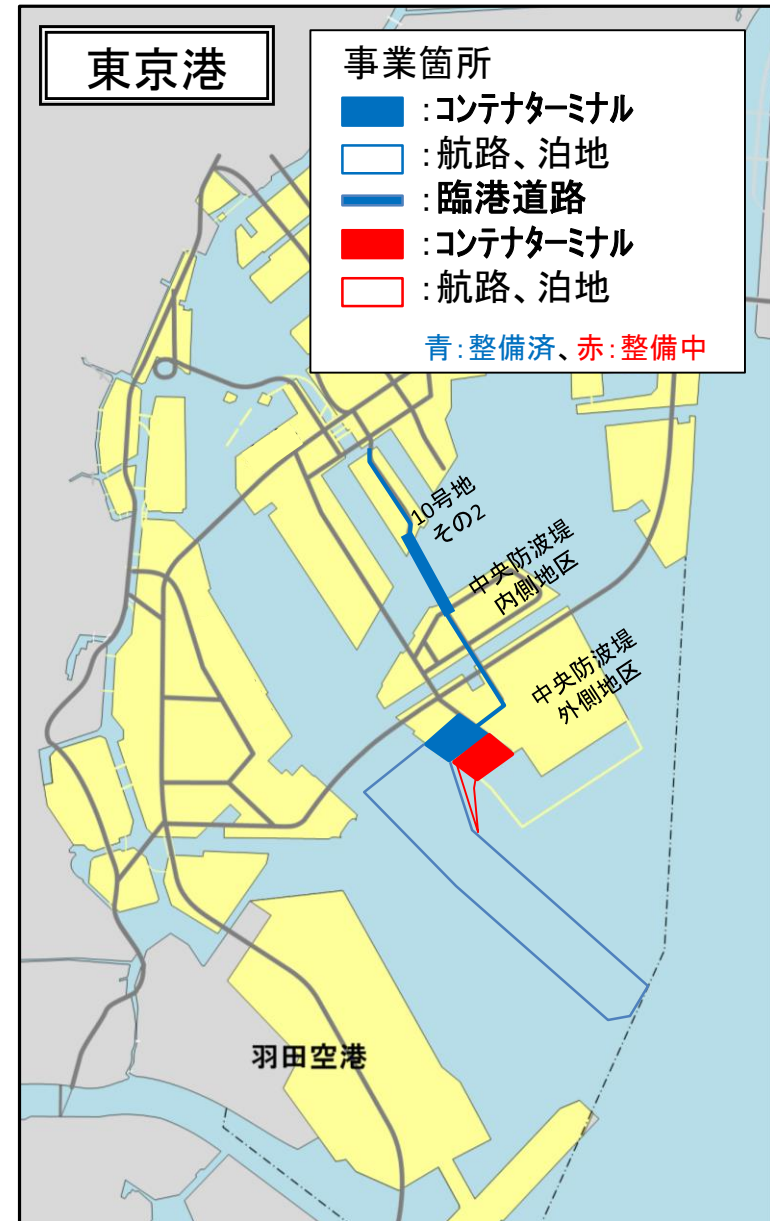 東京港
事業箇所
：コンテナターミナル
：航路、泊地
：臨港道路
：コンテナターミナル
：航路、泊地
青：整備済、赤：整備中
10号地
その2
中央防波堤
内側地区
中央防波堤
外側地区
羽田空港